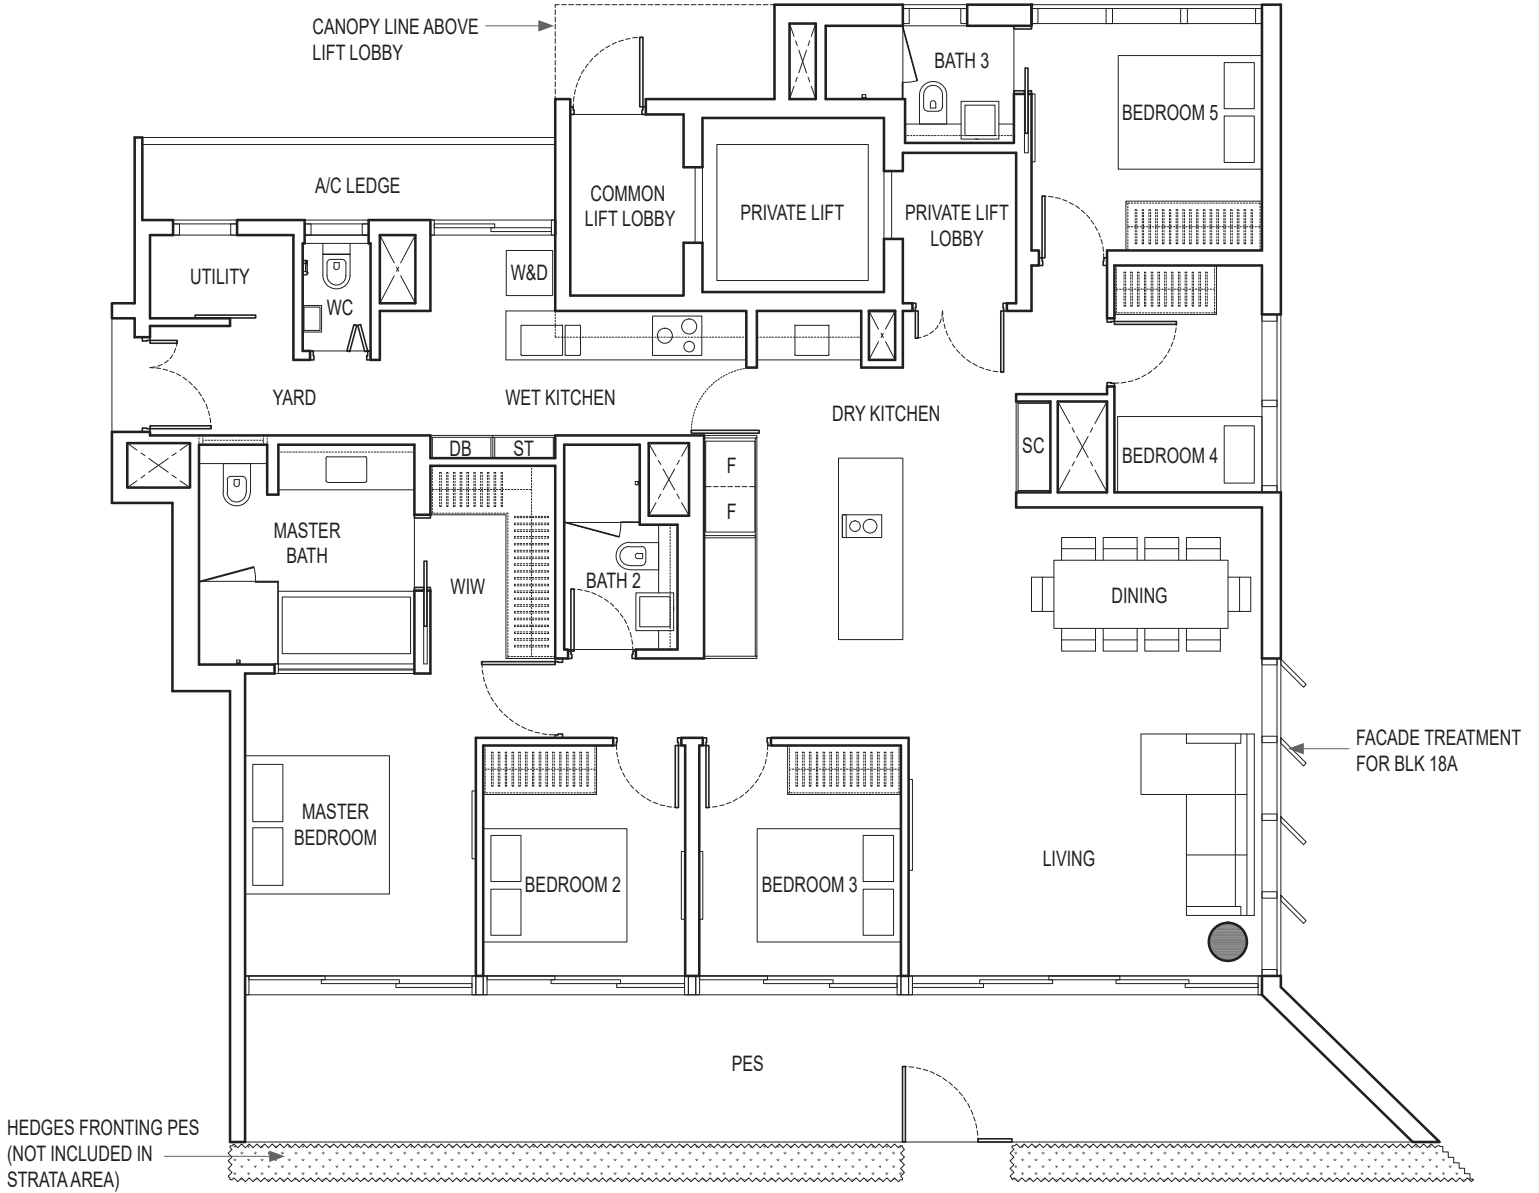 CANOPY LINE ABOVE
LIFT LOBBY
BATH 3
BEDROOM 5
A/C LEDGE
COMMON
LIFT LOBBY
PRIVATE LIFT
PRIVATE LIFT
LOBBY
UTILITY
W&D
WC
YARD
WET KITCHEN
DRY KITCHEN
DB
ST
SC
BEDROOM 4
F
F
MASTER
BATH
WIW
BATH 2
DINING
FACADE TREATMENT
FOR BLK 18A
MASTER
BEDROOM
BEDROOM 2
BEDROOM 3
LIVING
PES
HEDGES FRONTING PES
(NOT INCLUDED IN
STRATA AREA)